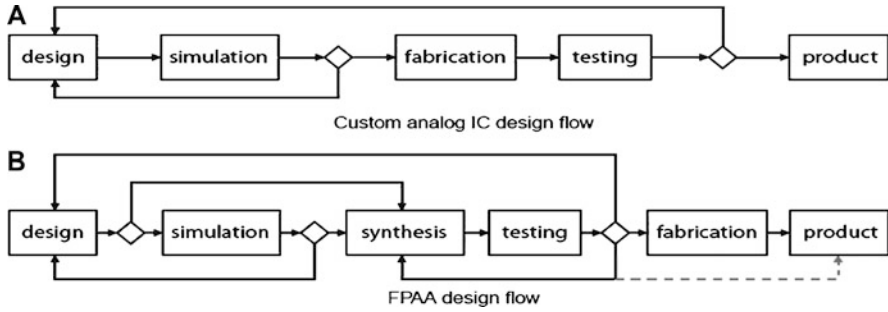 A
design simulation fabrication testing product
Custom analog IC design flow
B
design simulation synthesis testing fabrication product
FPAA design flow